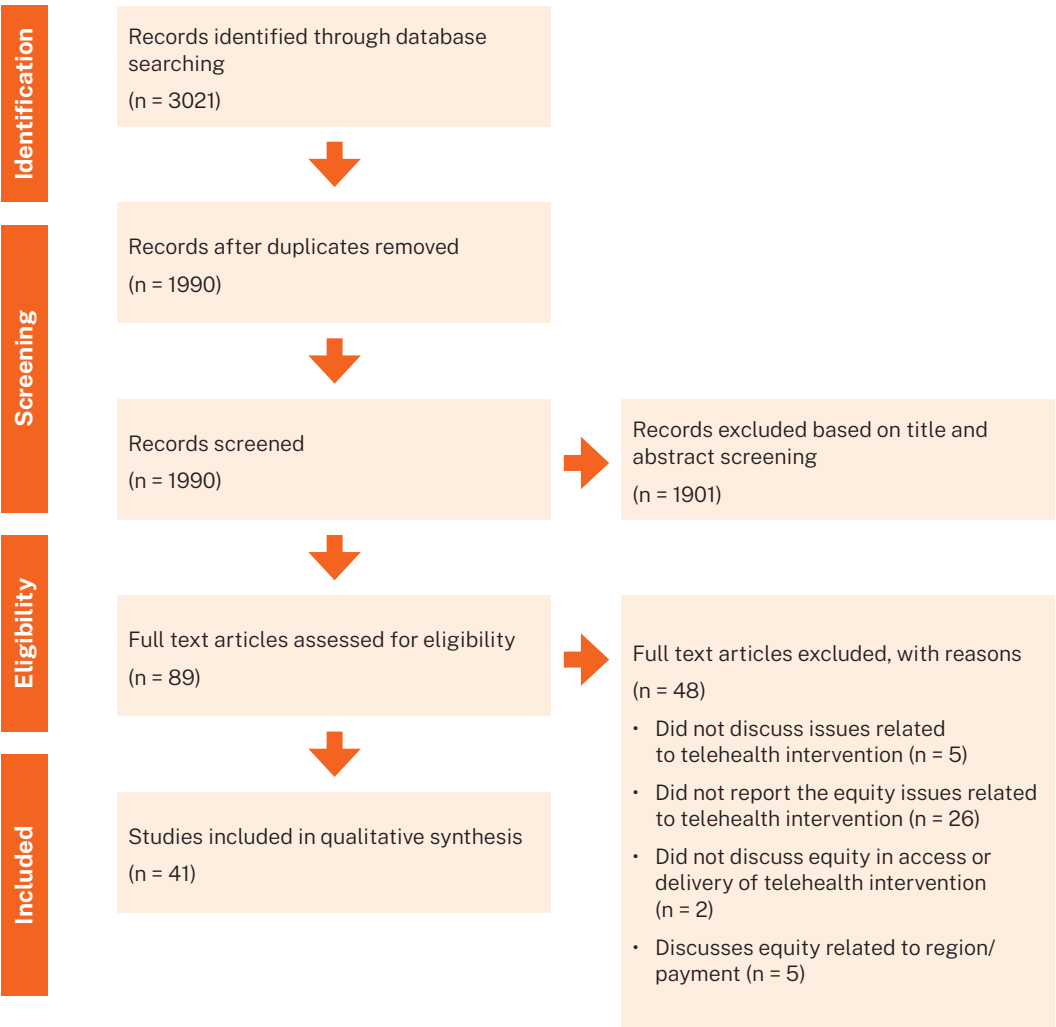 Identification
Records identified through database
searching
(n = 3021)
Screening
Records after duplicates removed
(n = 1990)
Records screened
(n = 1990)
Records excluded based on title and
abstract screening
(n = 1901)
Eligibility
Full text articles assessed for eligibility
(n = 89)
Full text articles excluded, with reasons
(n = 48)
• Did not discuss issues related
to telehealth intervention (n = 5)
• Did not report the equity issues related
to telehealth intervention (n = 26)
• Did not discuss equity in access or
delivery of telehealth intervention
(n = 2)
• Discusses equity related to region/
payment (n = 5)
Included
Studies included in qualitative synthesis
(n = 41)